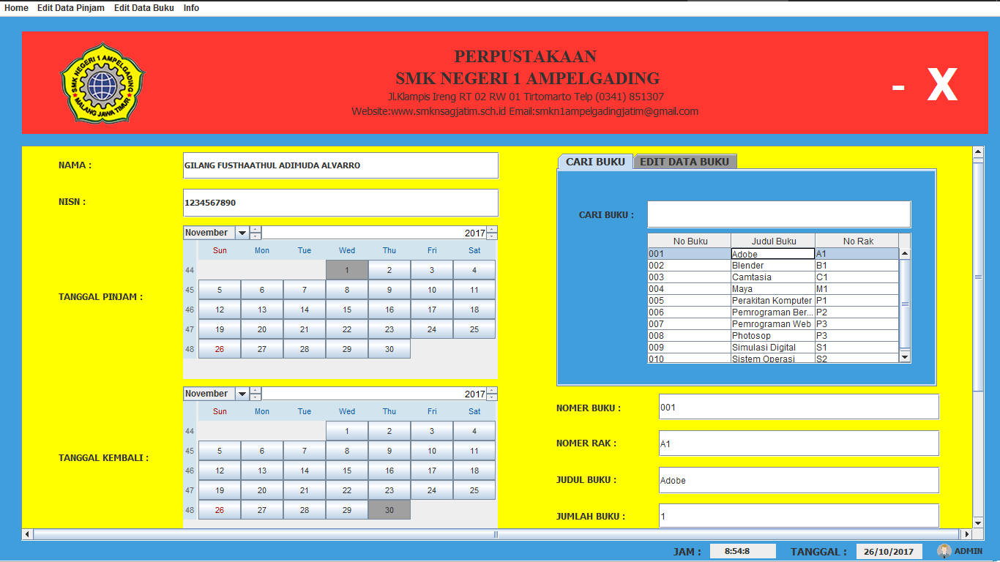 Home Edit Data Pinjam Edit Data Buku Info
SMK NEGERI 1 AMPELGADING
MALANG JAWA TIMUR
PERPUSTAKAAN
SMK NEGERI 1 AMPELGADING
Jl.Klampis Ireng RT 02 RW 01 Tirtomarto Telp (0341) 851307
Website:www.smknsagjatim.sch.id Email:smkn1ampelgadingjatim@gmail.com
- X
NAMA : GILANG FUSTHAATHUL ADIMUDA ALVARRO
NISN : 1234567890
TANGGAL PINJAM :
November 2017
Sun Mon Tue Wed Thu Fri Sat
44 1 2 3 4
45 5 6 7 8 9 10 11
46 12 13 14 15 16 17 18
47 19 20 21 22 23 24 25
48 26 27 28 29 30
TANGGAL KEMBALI :
November 2017
Sun Mon Tue Wed Thu Fri Sat
44 1 2 3 4
45 5 6 7 8 9 10 11
46 12 13 14 15 16 17 18
47 19 20 21 22 23 24 25
48 26 27 28 29 30
CARI BUKU EDIT DATA BUKU
CARI BUKU :
No Buku Judul Buku No Rak
001 Adobe A1
002 Blender B1
003 Camtasia C1
004 Maya M1
005 Perakitan Komputer P1
006 Pemrograman Ber... P2
007 Pemrograman Web P3
008 Photosop P3
009 Simulasi Digital S1
010 Sistem Operasi S2
NOMER BUKU : 001
NOMER RAK : A1
JUDUL BUKU : Adobe
JUMLAH BUKU : 1
JAM : 8:54:8 TANGGAL : 26/10/2017 ADMIN